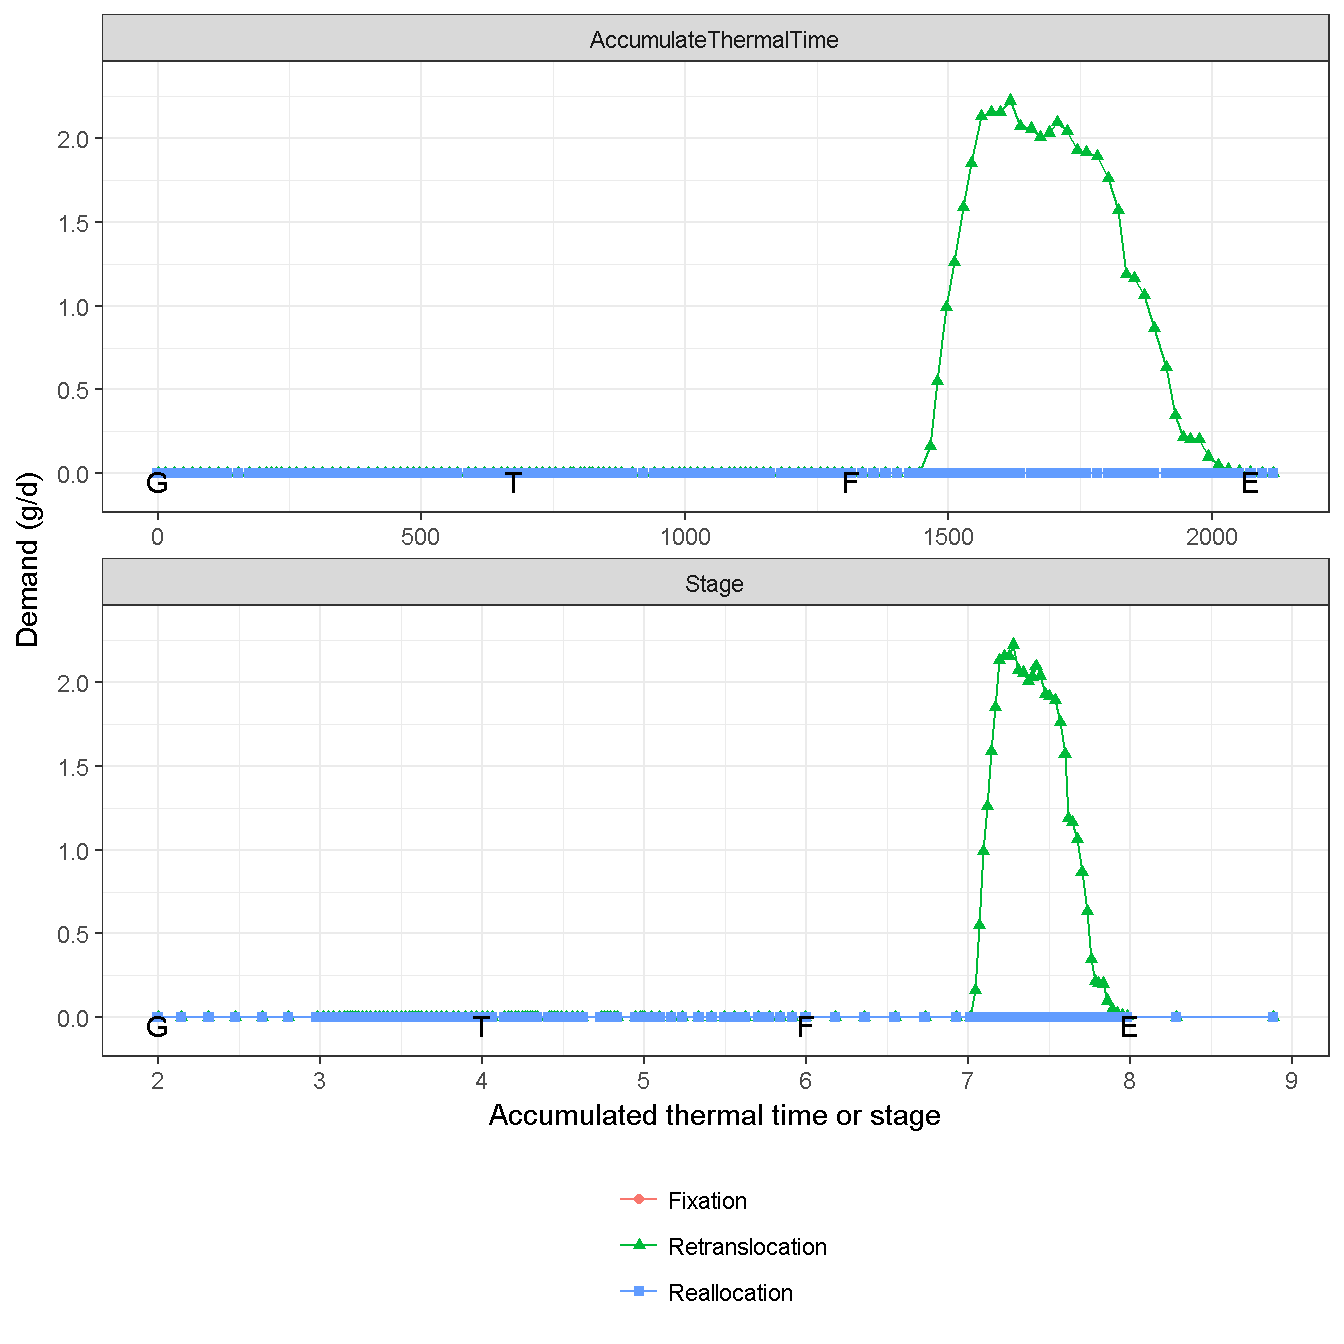 AccumulateThermalTime
2.0
1.5
1.0
0.5
0.0
G T F E
0 500 1000 1500 2000
Demand (g/d)
Stage
2.0
1.5
1.0
0.5
0.0
G T F E
2 3 4 5 6 7 8 9
Accumulated thermal time or stage
Fixation
Retranslocation
Reallocation